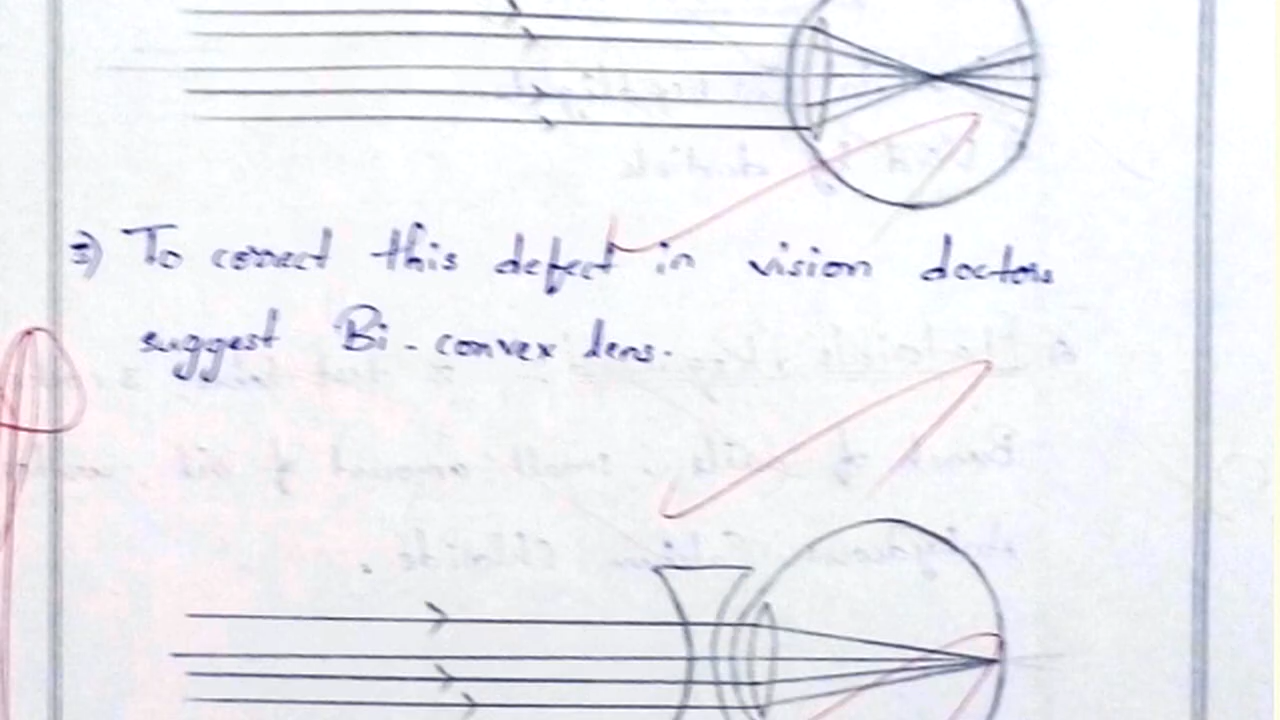 3) To correct this defect in vision doctors
suggest Bi-convex lens.